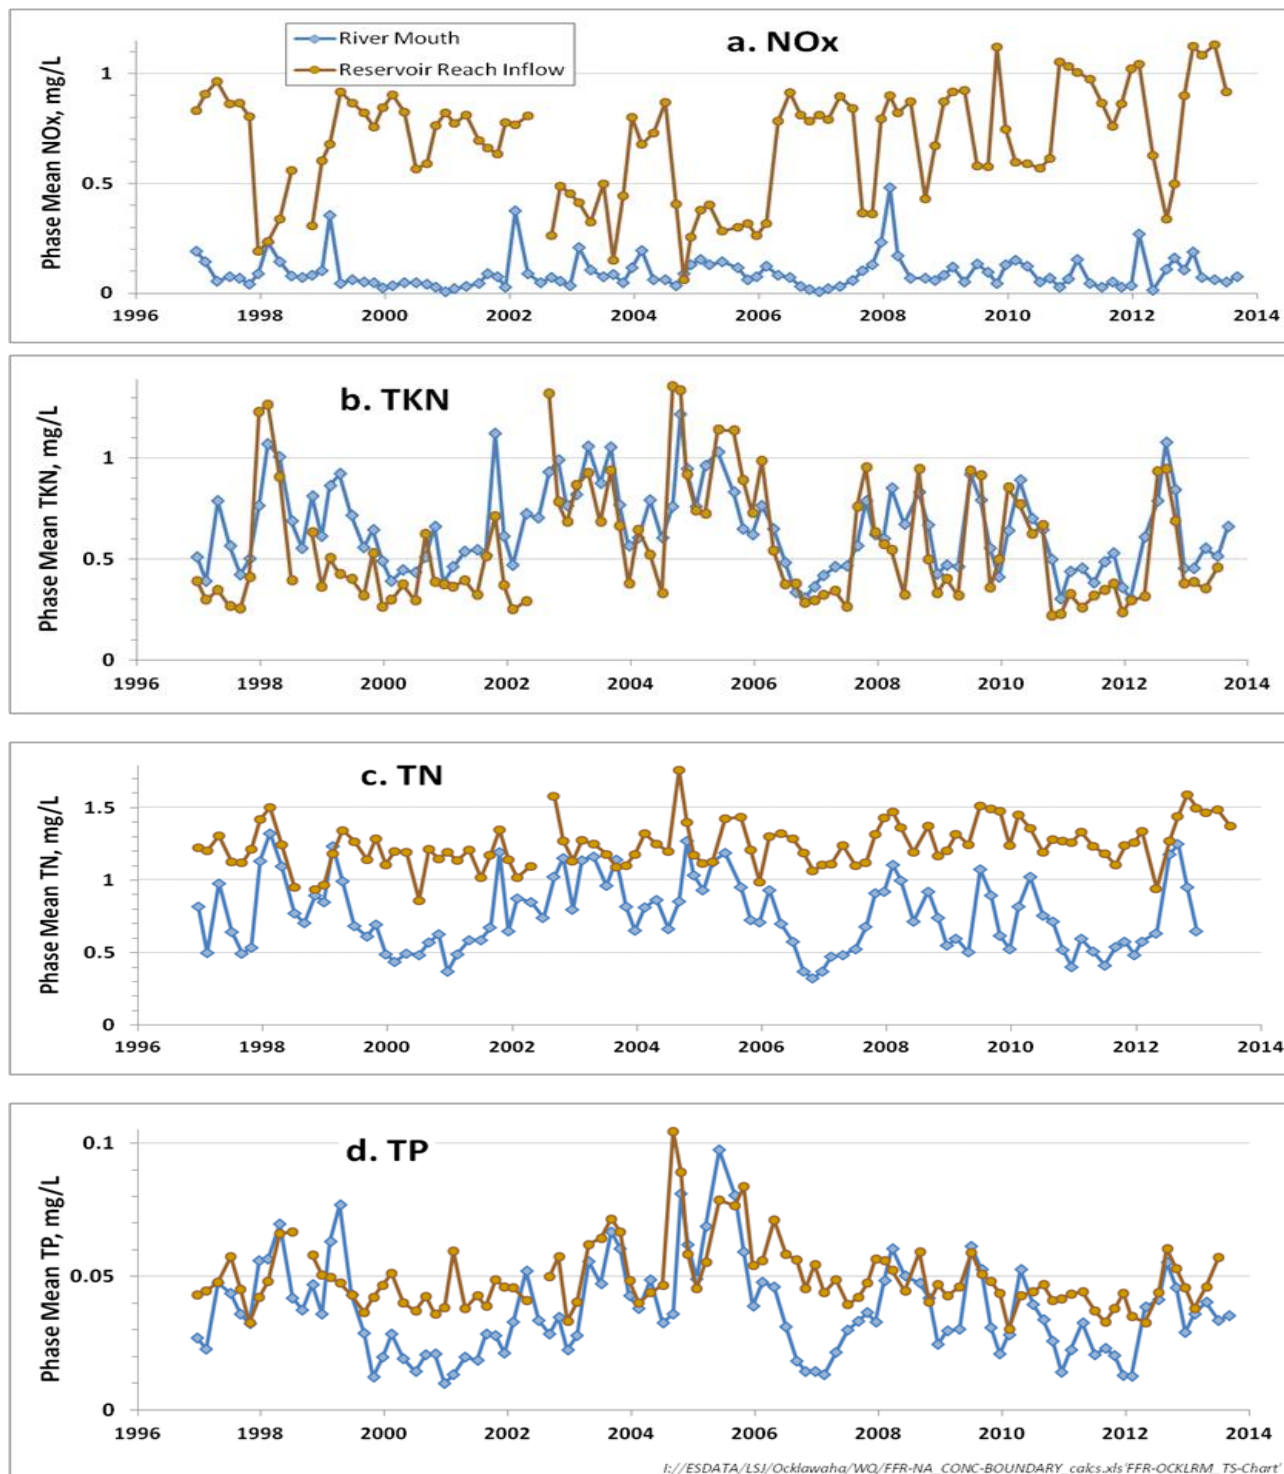 River Mouth
Reservoir Reach Inflow
a. NOx
Phase Mean NOx, mg/L
1
0.5
0
1996 1998 2000 2002 2004 2006 2008 2010 2012 2014
b. TKN
Phase Mean TKN, mg/L
1
0.5
0
1996 1998 2000 2002 2004 2006 2008 2010 2012 2014
c. TN
Phase Mean TN, mg/L
1.5
1
0.5
0
1996 1998 2000 2002 2004 2006 2008 2010 2012 2014
d. TP
Phase Mean TP, mg/L
0.1
0.05
0
1996 1998 2000 2002 2004 2006 2008 2010 2012 2014
I://ESDATA/LSJ/Ocklawaha/WQ/FFR-NA_CONC-BOUNDARY_calcs.xls'FFR-OCKLRM_TS-Chart'